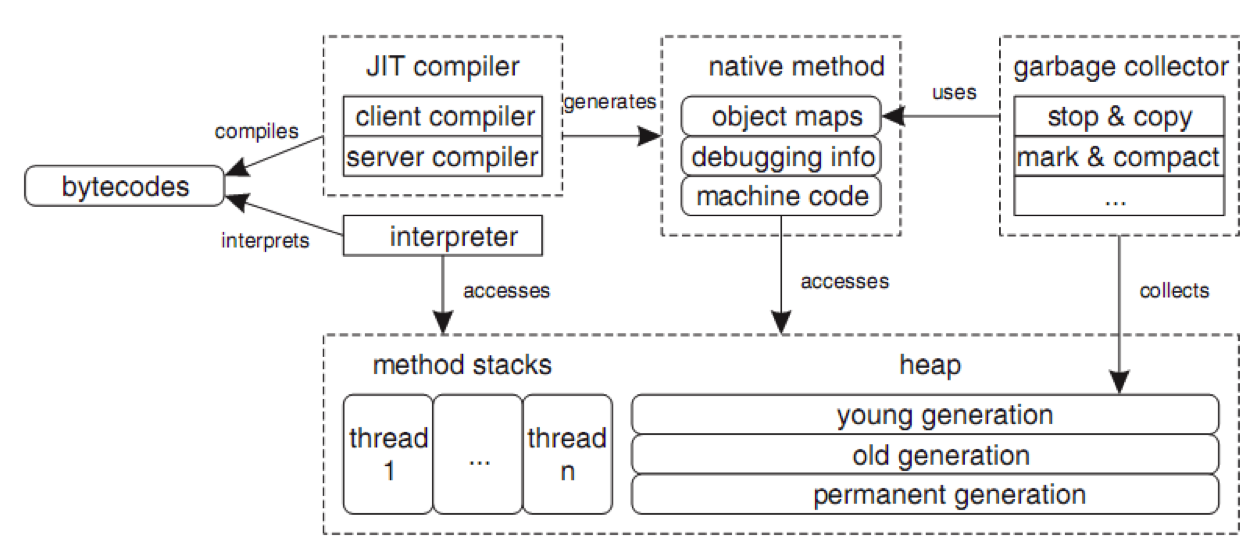 JIT compiler
client compiler
server compiler
generates
native method
object maps
debugging info
machine code
uses
garbage collector
stop & copy
mark & compact
...
compiles
bytecodes
interprets
interpreter
accesses
accesses
collects
method stacks
thread
1
...
thread
n
heap
young generation
old generation
permanent generation